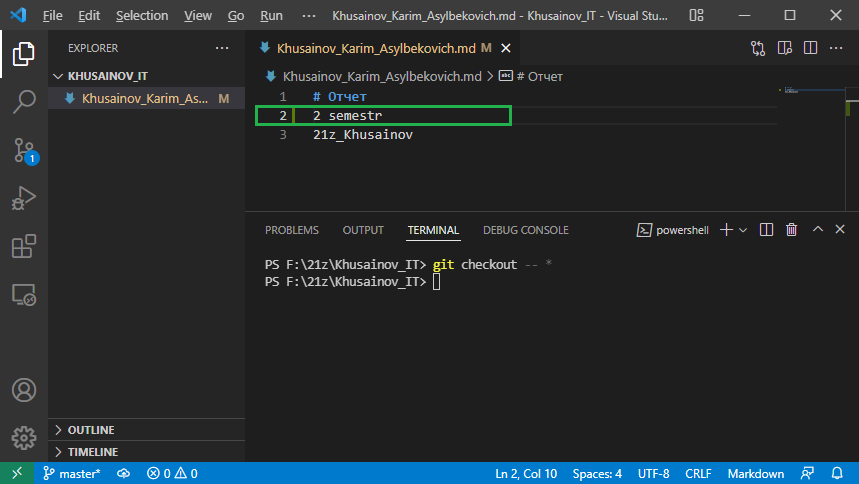 File Edit Selection View Go Run ··· Khusainov_Karim_Asylbekovich.md - Khusainov_IT - Visual Stu...
EXPLORER ···
KHUSAINOV_IT
Khusainov_Karim_As... M
1
OUTLINE
TIMELINE
Khusainov_Karim_Asylbekovich.md M
Khusainov_Karim_Asylbekovich.md > abc # Отчет
1 # Отчет
2 2 semestr
3 21z_Khusainov
PROBLEMS OUTPUT TERMINAL DEBUG CONSOLE powershell
PS F:\21z\Khusainov_IT> git checkout -- *
PS F:\21z\Khusainov_IT>
master* 0 0 Ln 2, Col 10 Spaces: 4 UTF-8 CRLF Markdown